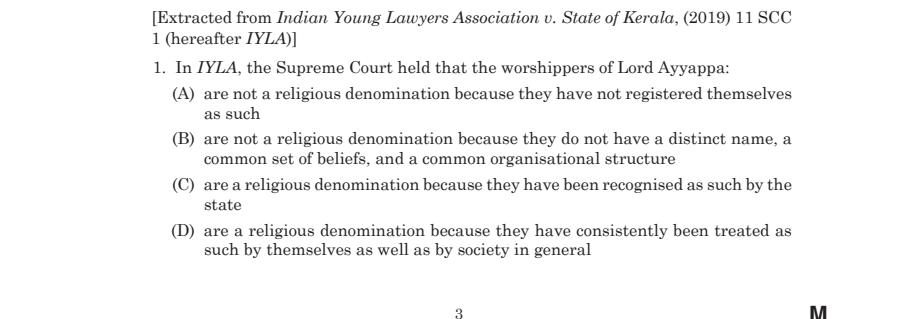 [Extracted from Indian Young Lawyers Association v. State of Kerala, (2019) 11 SCC
1 (hereafter IYLA)]
1. In IYLA, the Supreme Court held that the worshippers of Lord Ayyappa:
(A) are not a religious denomination because they have not registered themselves
as such
(B) are not a religious denomination because they do not have a distinct name, a
common set of beliefs, and a common organisational structure
(C) are a religious denomination because they have been recognised as such by the
state
(D) are a religious denomination because they have consistently been treated as
such by themselves as well as by society in general
3
M